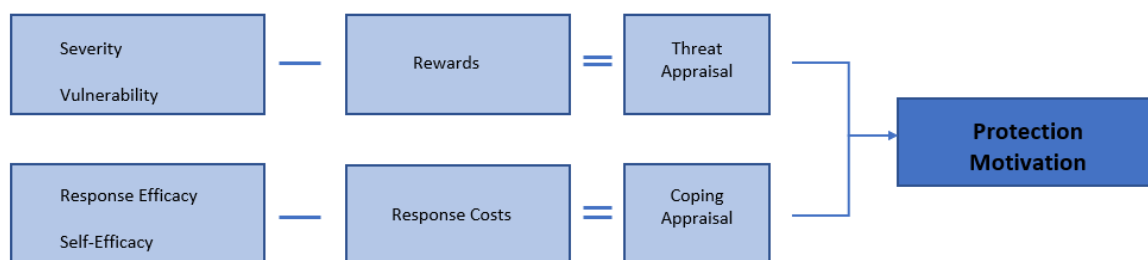 Severity
Vulnerability
Rewards
Threat
Appraisal
Protection
Motivation
Response Efficacy
Self-Efficacy
Response Costs
Coping
Appraisal